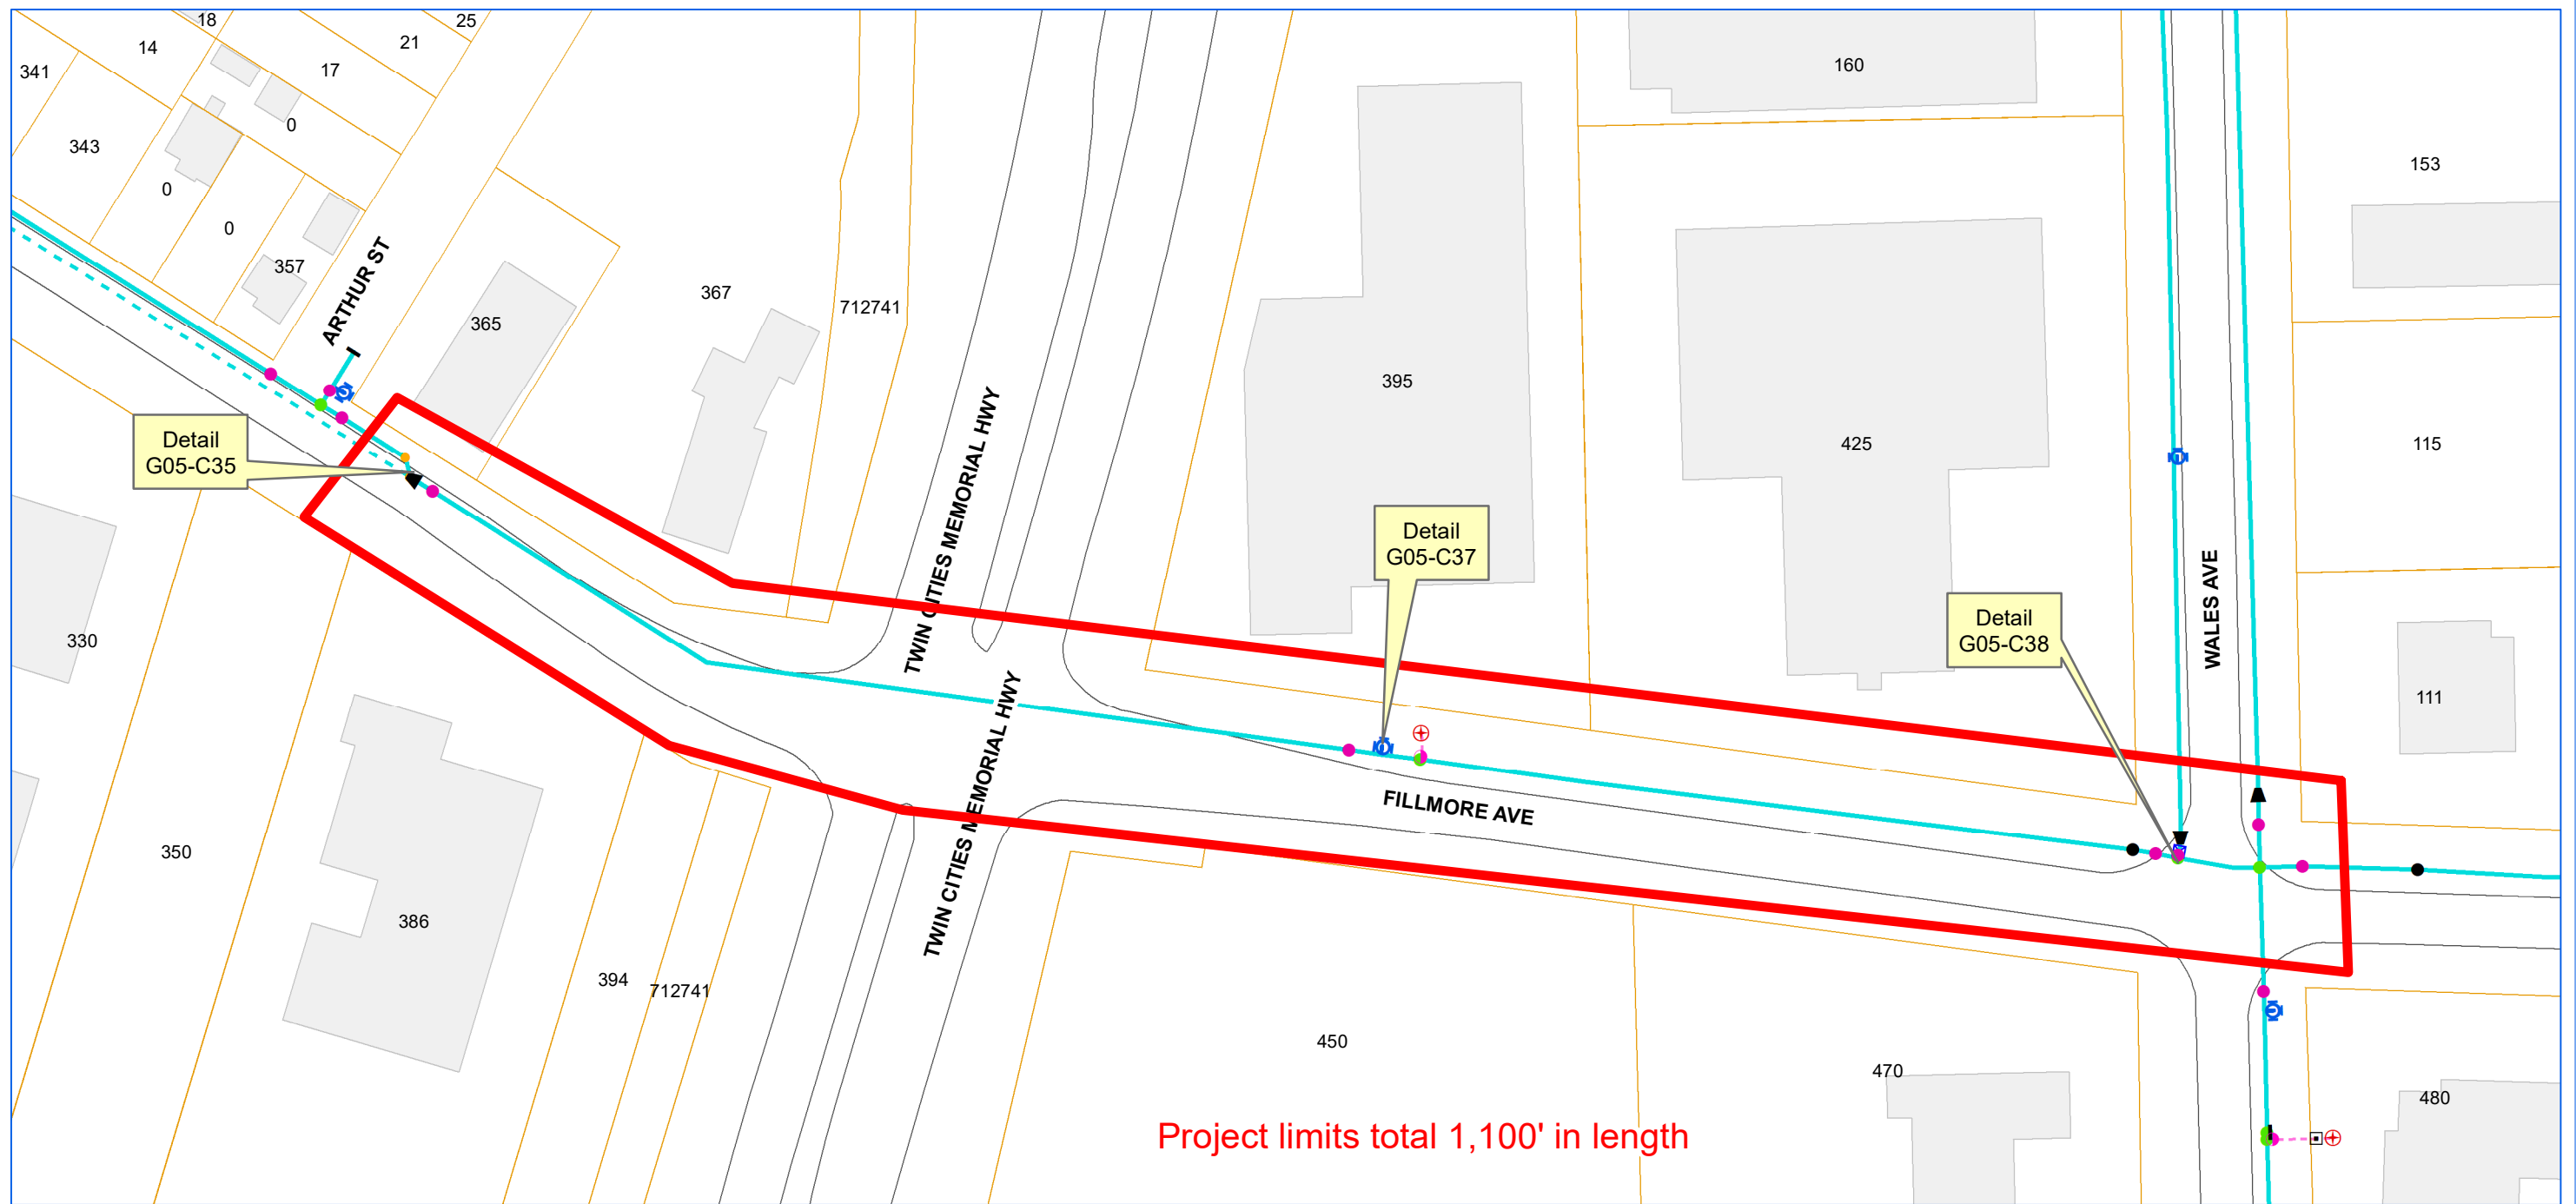 18
25
14
21
341
17
160
0
343
153
0
0
357
ARTHUR ST
367
712741
365
395
425
115
Detail
G05-C35
TWIN CITIES MEMORIAL HWY
Detail
G05-C37
WALES AVE
Detail
G05-C38
330
111
TWIN CITIES MEMORIAL HWY
FILLMORE AVE
350
386
394
712741
450
470
480
Project limits total 1,100' in length